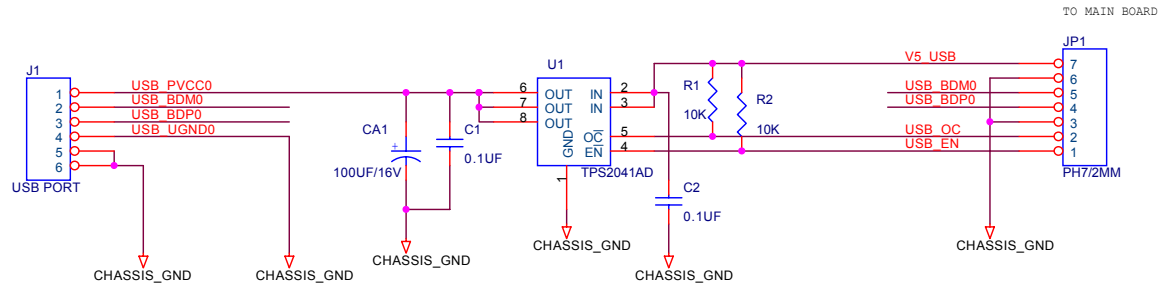 TO MAIN BOARD
J1
1 USB_PVCC0
2 USB_BDM0
3 USB_BDP0
4 USB_UGND0
5
6
USB PORT
CHASSIS_GND
CHASSIS_GND
CA1
+
100UF/16V
C1
0.1UF
CHASSIS_GND
U1
6 OUT IN 2
7 OUT IN 3
8 OUT
GND
OC 5
EN 4
1
TPS2041AD
CHASSIS_GND
C2
0.1UF
CHASSIS_GND
R1
10K
R2
10K
JP1
V5_USB 7
6
USB_BDM0 5
USB_BDP0 4
3
USB_OC 2
USB_EN 1
PH7/2MM
CHASSIS_GND